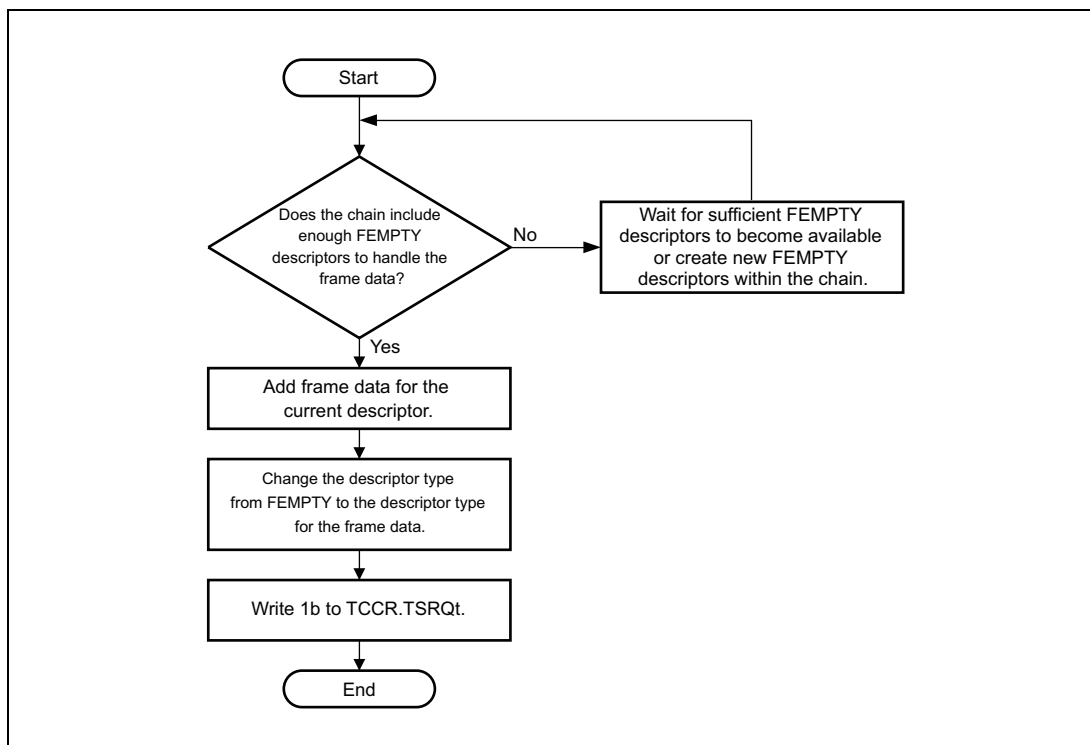 Start
Does the chain include
enough FEMPTY
descriptors to handle the
frame data?
No
Wait for sufficient FEMPTY
descriptors to become available
or create new FEMPTY
descriptors within the chain.
Yes
Add frame data for the
current descriptor.
Change the descriptor type
from FEMPTY to the descriptor type
for the frame data.
Write 1b to TCCR.TSRQt.
End